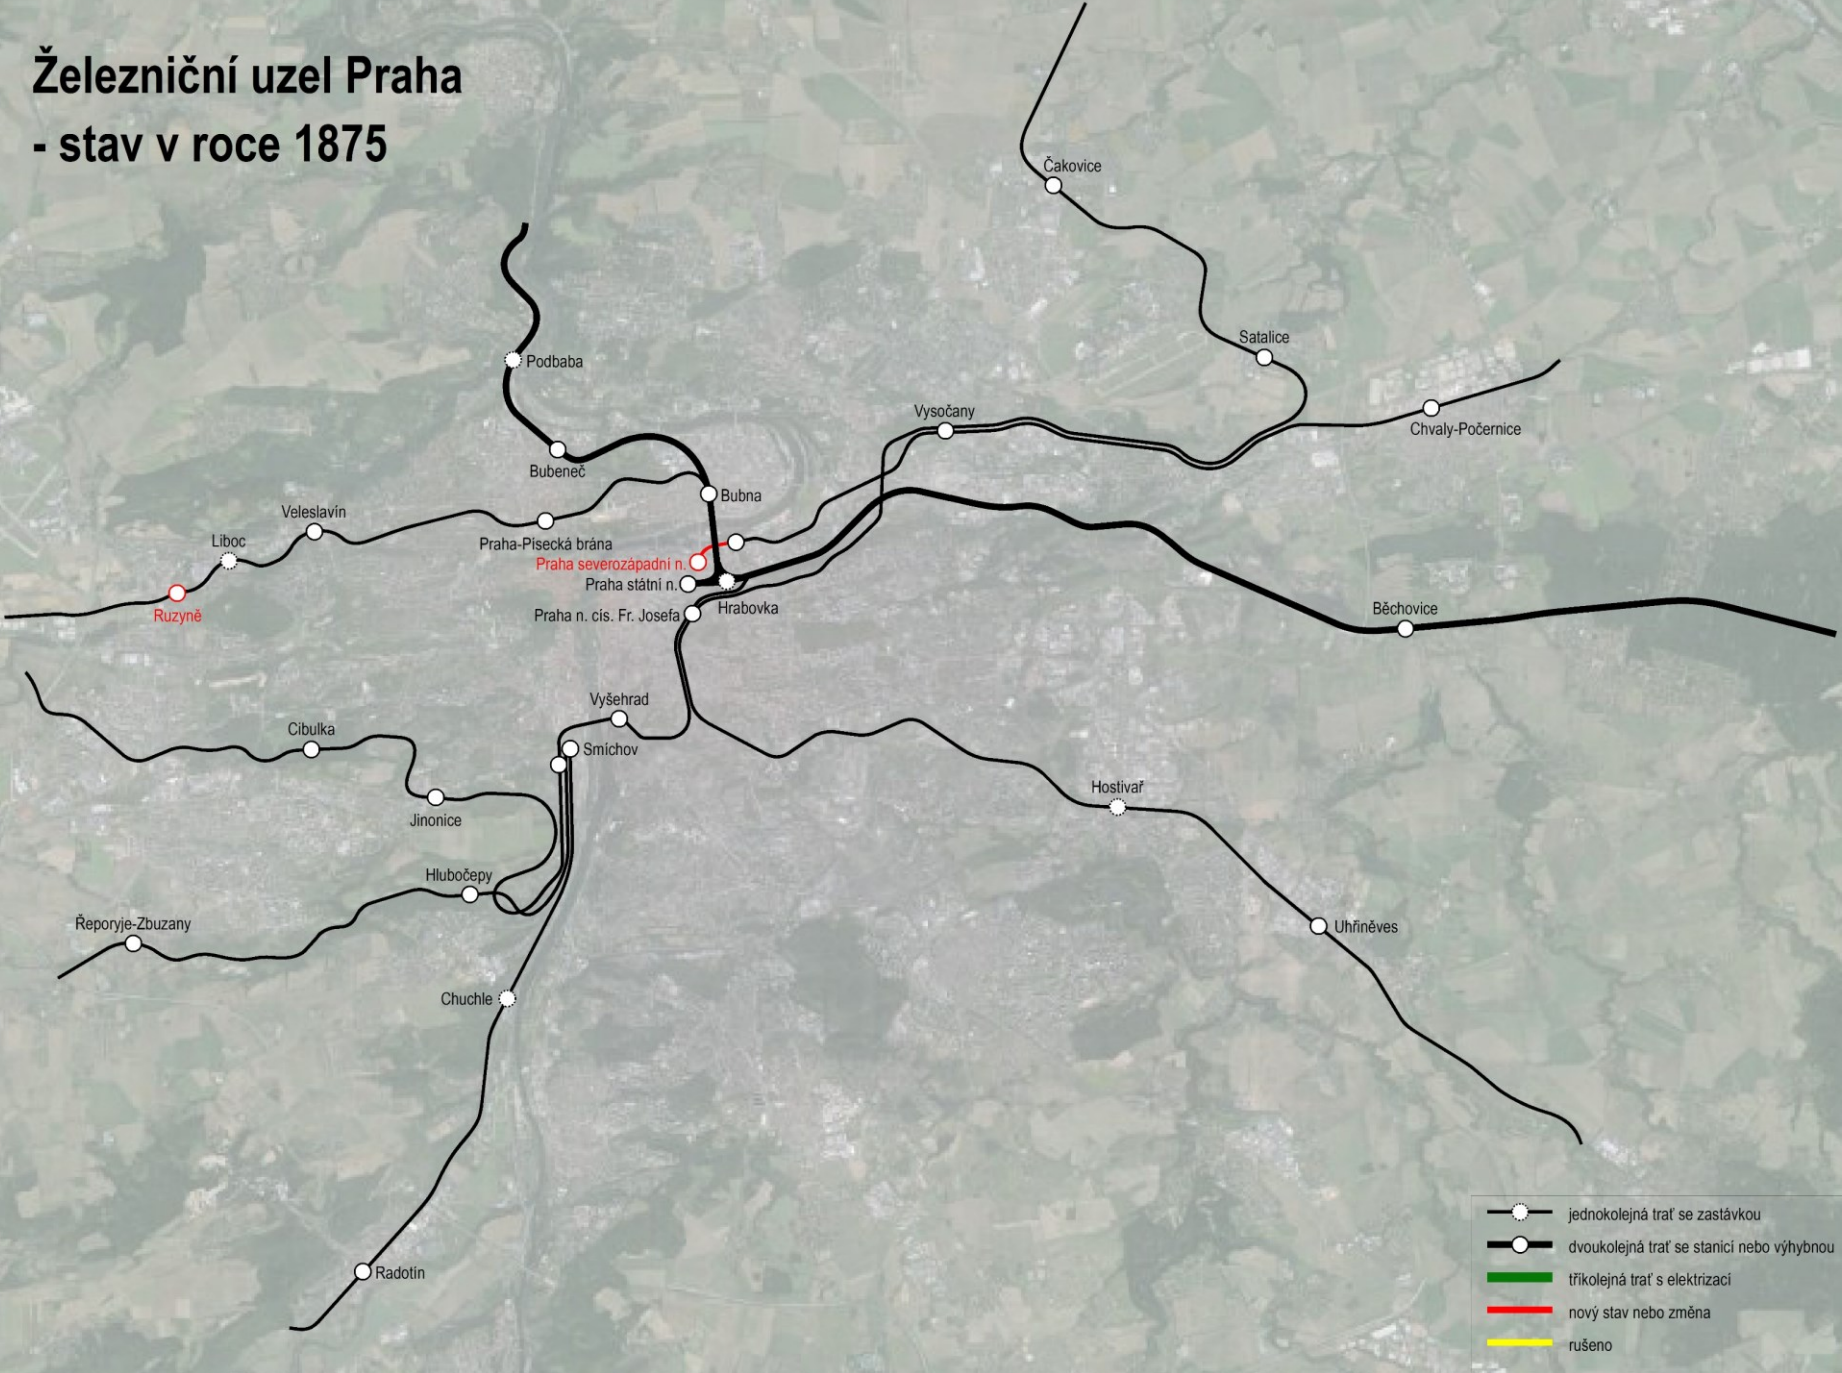 Železniční uzel Praha
- stav v roce 1875
Čakovice
Satalice
Podbaba
Vysočany
Chvaly-Počernice
Bubeneč
Bubna
Veleslavín
Liboc
Praha-Písecká brána
Praha severozápadní n.
Praha státní n.
Ruzyně
Praha n. cís. Fr. Josefa
Hrabovka
Běchovice
Vyšehrad
Cibulka
Smíchov
Hostivař
Jinonice
Hlubočepy
Řeporyje-Zbuzany
Uhřiněves
Chuchle
Radotín
jednokolejná trať se zastávkou
dvoukolejná trať se stanicí nebo výhybnou
tříkolejná trať s elektrizací
nový stav nebo změna
rušeno